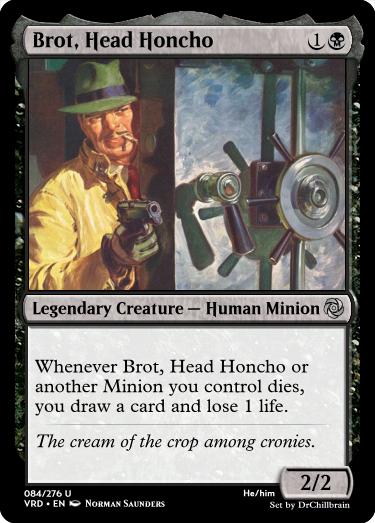 Brot, Head Honcho 1
Legendary Creature — Human Minion
Whenever Brot, Head Honcho or
another Minion you control dies,
you draw a card and lose 1 life.
The cream of the crop among cronies.
2/2
084/276 U He/him
VRD • EN Norman Saunders Set by DrChillbrain